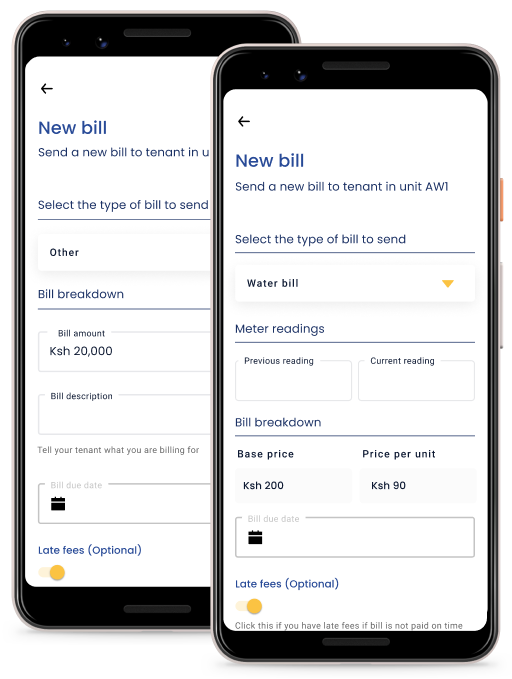 New bill
Send a new bill to tenant in u
Select the type of bill to send
Other
Bill breakdown
Bill amount
Ksh 20,000
Bill description
Tell your tenant what you are billing for
Bill due date
Late fees (Optional)
New bill
Send a new bill to tenant in unit AW1
Select the type of bill to send
Water bill
Meter readings
Previous reading Current reading
Bill breakdown
Base price Price per unit
Ksh 200 Ksh 90
Bill due date
Late fees (Optional)
Click this if you have late fees if bill is not paid on time